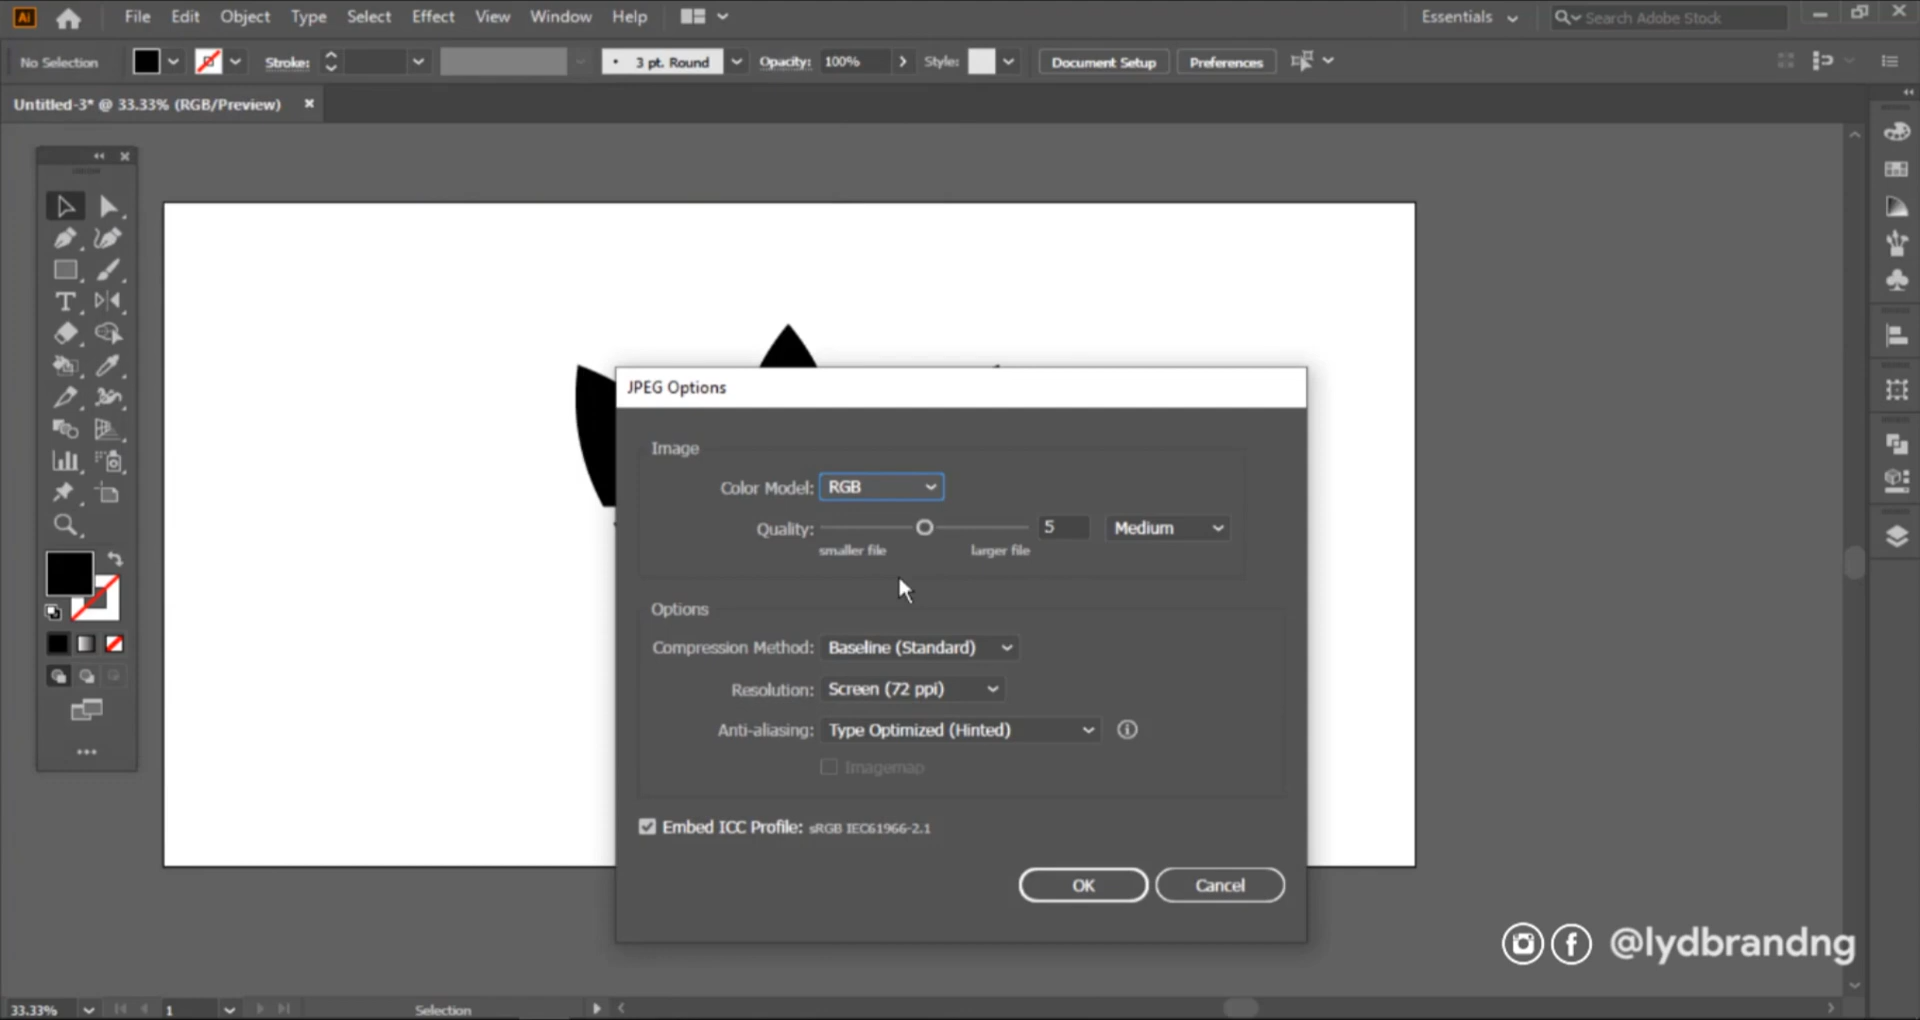 Ai File Edit Object Type Select Effect View Window Help Essentials Search Adobe Stock
No Selection Stroke: 3 pt. Round Opacity: 100% Style: Document Setup Preferences
Untitled-3* @ 33.33% (RGB/Preview)
JPEG Options
Image
Color Model: RGB
Quality: 5 Medium
smaller file larger file
Options
Compression Method: Baseline (Standard)
Resolution: Screen (72 ppi)
Anti-aliasing: Type Optimized (Hinted)
Imagemap
Embed ICC Profile: sRGB IEC61966-2.1
OK Cancel
@lydbrandng
33.33% 1 Selection